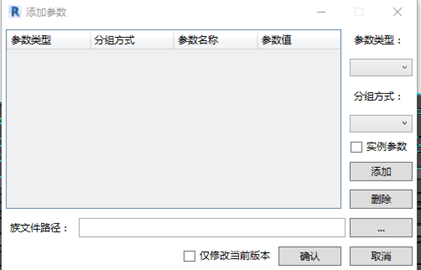 R 添加参数
参数类型 分组方式 参数名称 参数值
参数类型：
分组方式：
实例参数
添加
删除
族文件路径： ...
仅修改当前版本 确认 取消